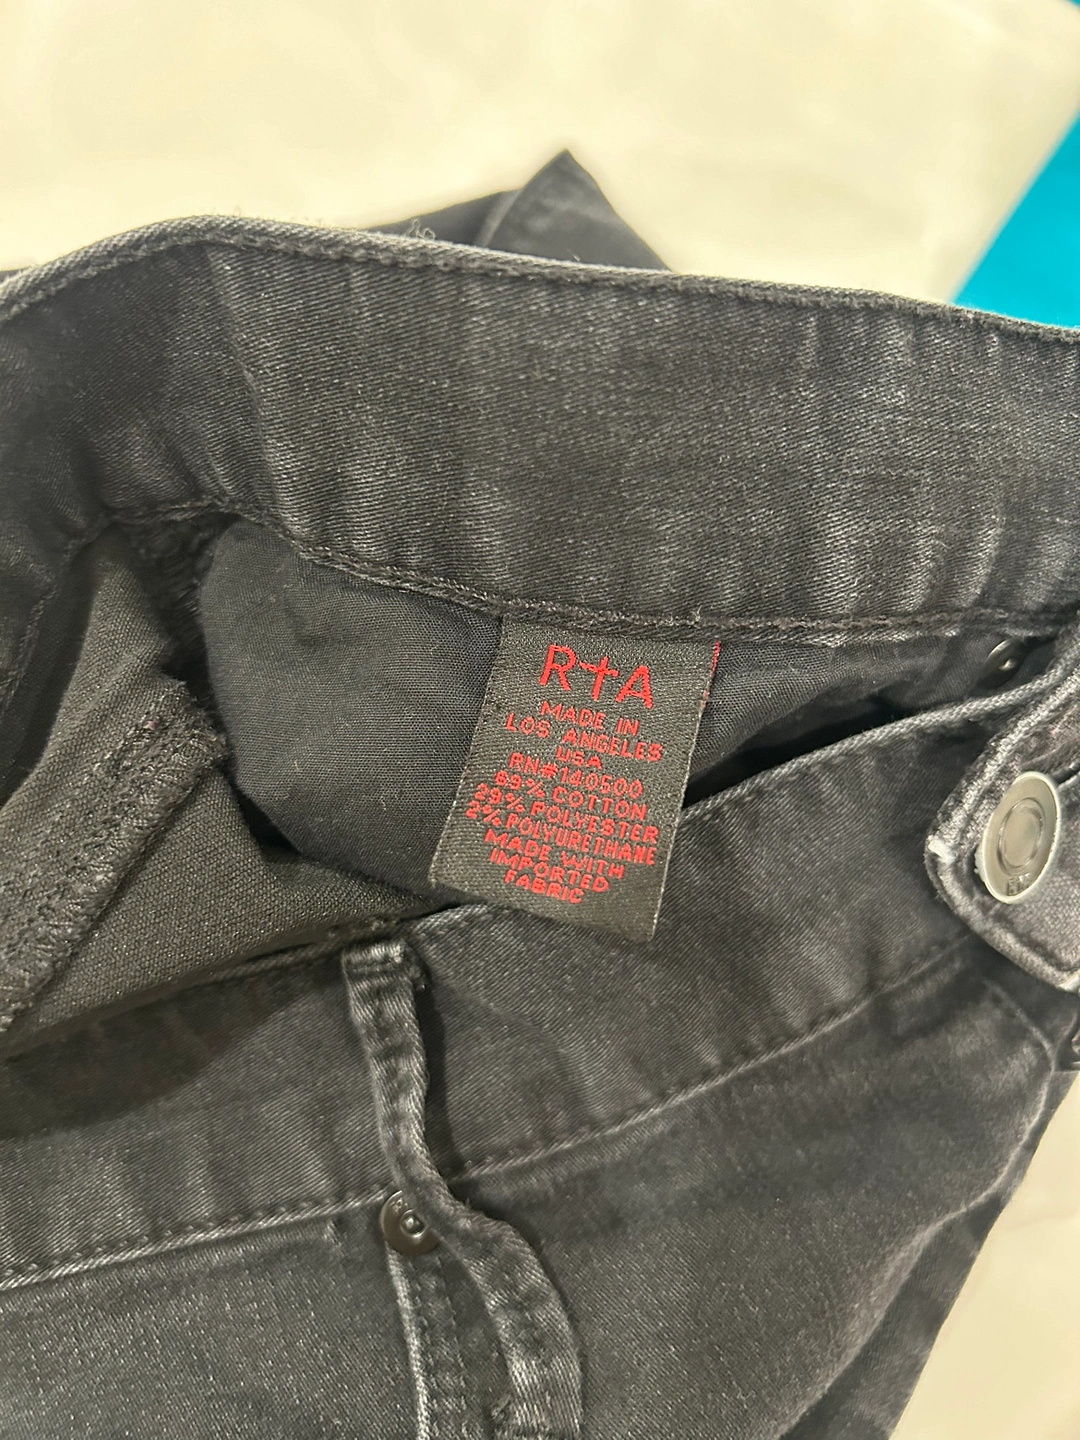 R†A
MADE IN
LOS ANGELES
USA
RN#140500
69% COTTON
29% POLYESTER
2% POLYURETHANE
MADE WITH
IMPORTED
FABRIC